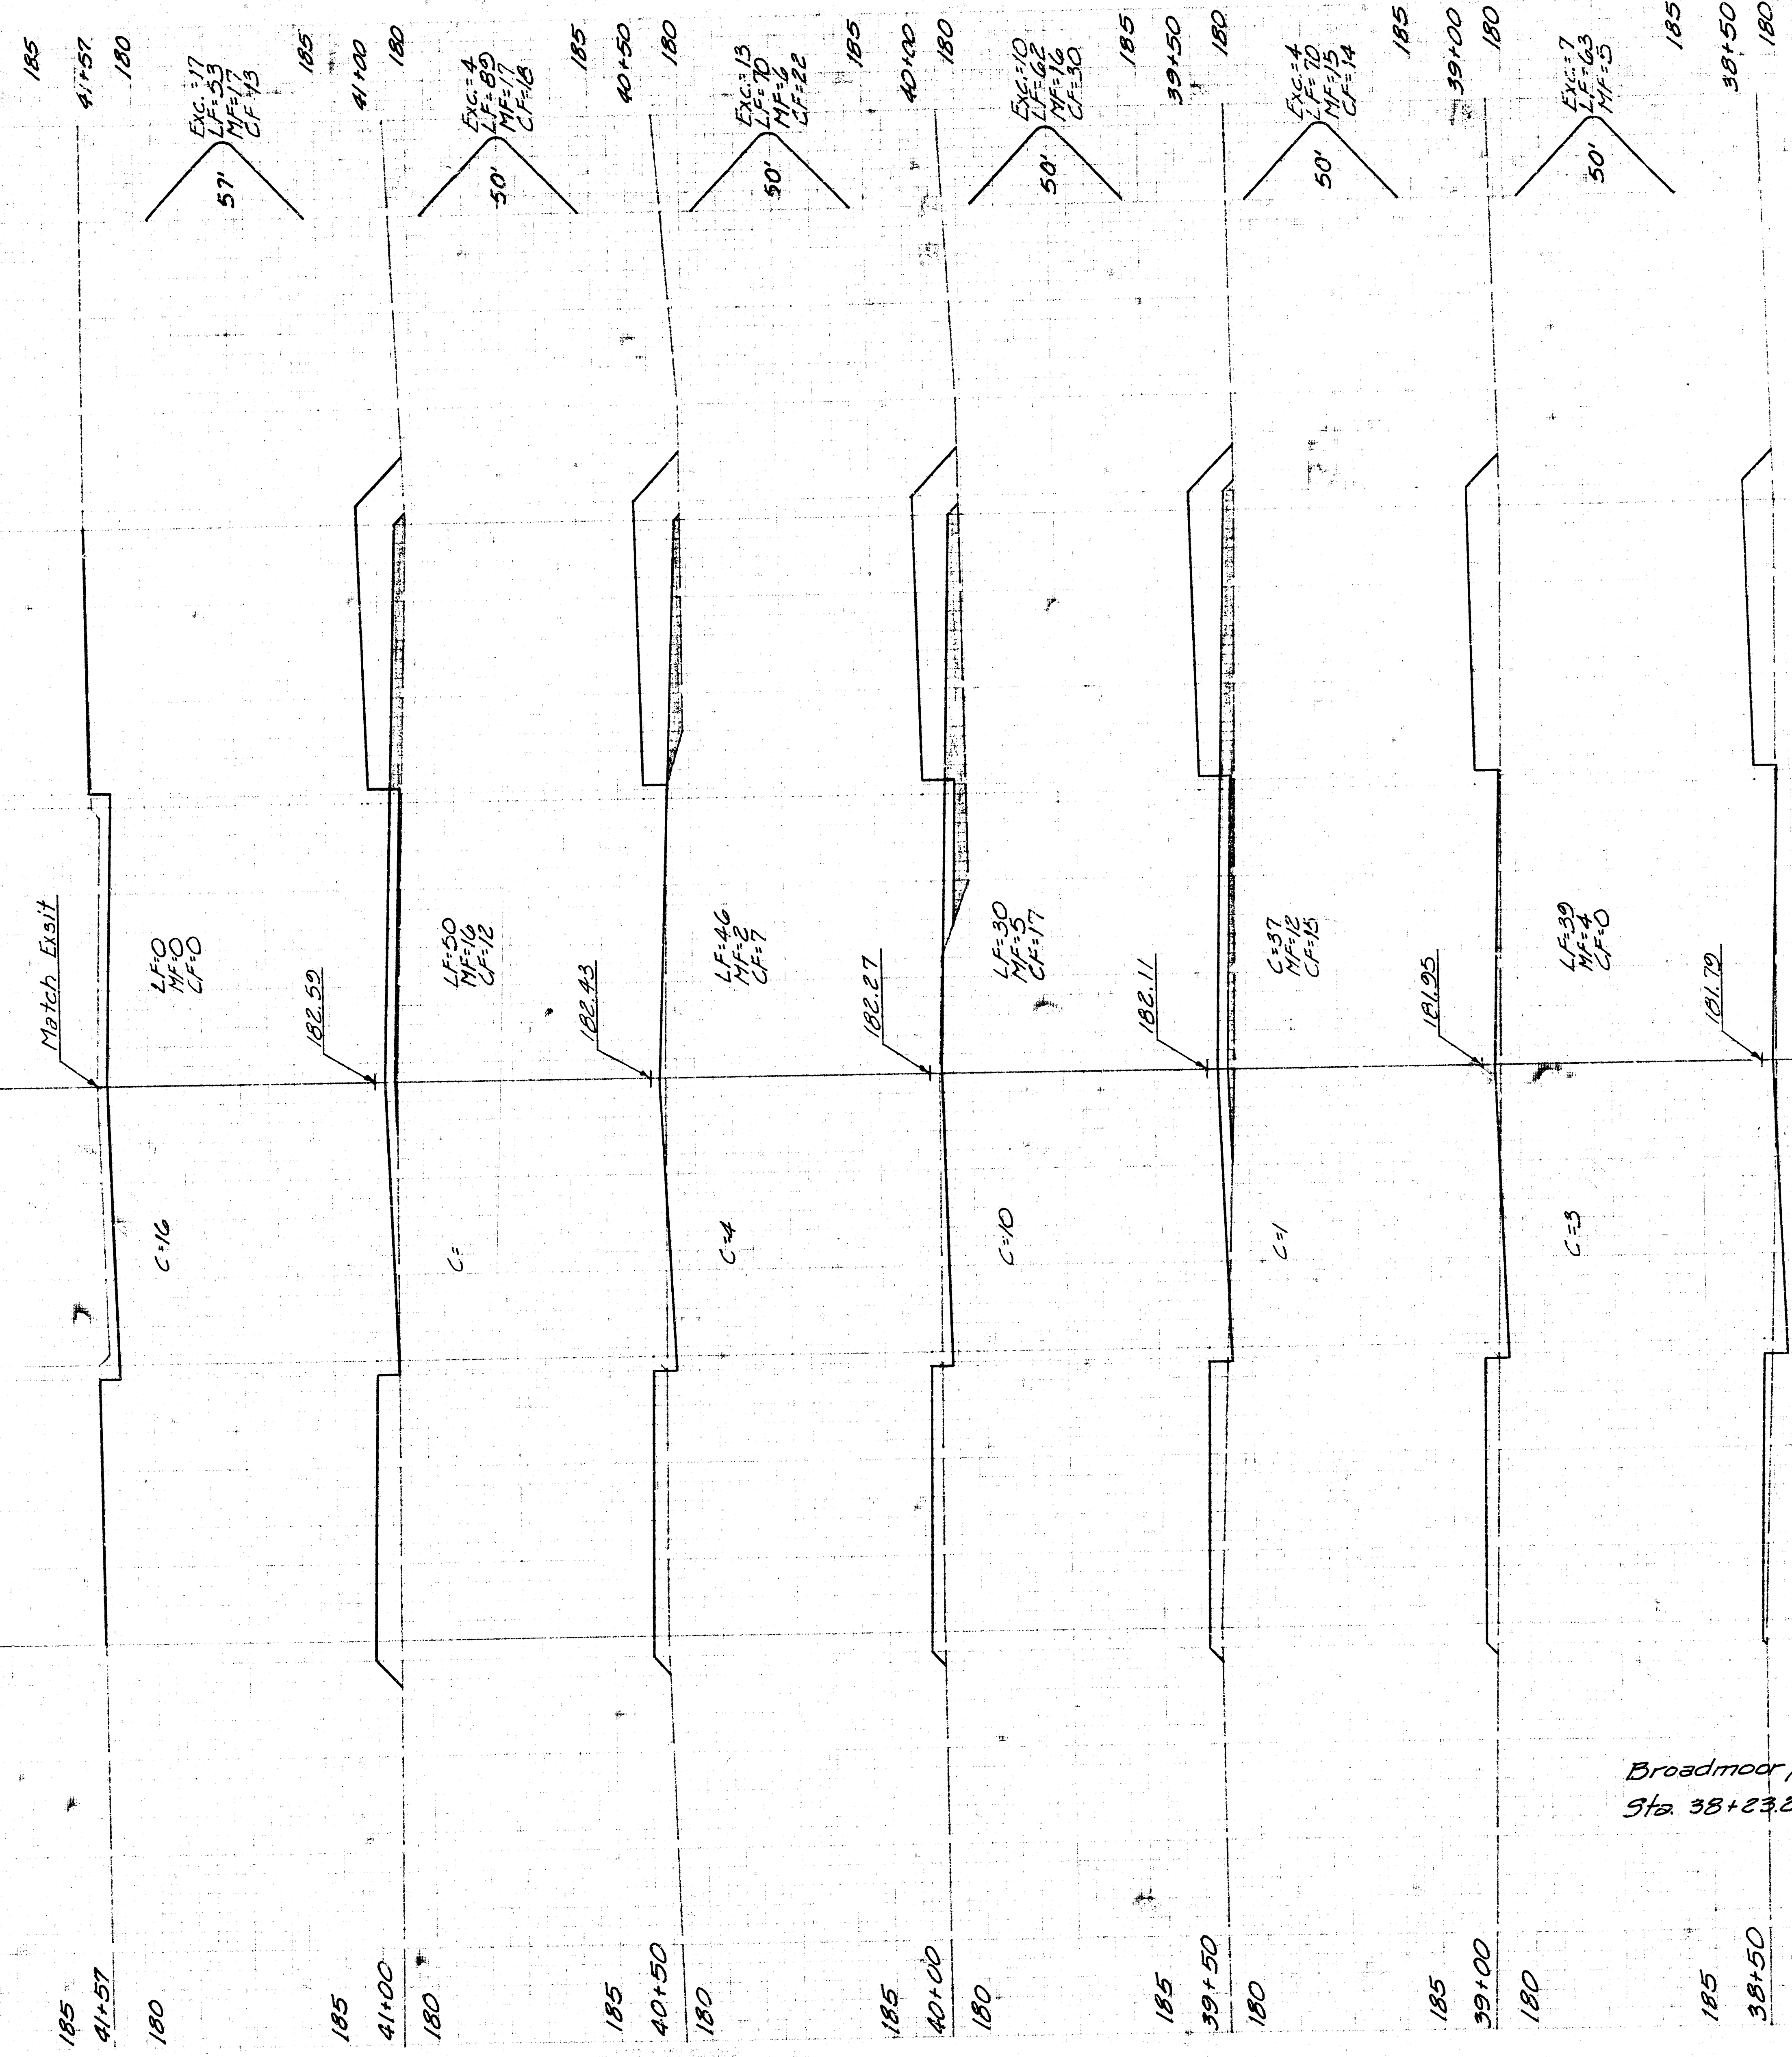 185
41+57
180
Exc.=17
LF=53
MF=17
CF=13
57'
Match Exsit
LF=0
MF=0
CF=0
C=16
185
41+57
180
185
41+00
180
Exc.=4
LF=89
MF=17
CF=18
50'
182.59
LF=50
MF=16
CF=12
C=
185
41+00
180
185
40+50
180
Exc.=13
LF=70
MF=6
CF=22
50'
182.43
LF=46
MF=2
CF=7
C=4
185
40+50
180
185
40+00
180
Exc.=10
LF=62
MF=16
CF=30
50'
182.27
LF=30
MF=5
CF=17
C=10
185
40+00
180
185
39+50
180
Exc.=4
LF=70
MF=15
CF=14
50'
182.11
C=37
MF=12
CF=15
C=1
185
39+50
180
185
39+00
180
Exc.=7
LF=63
MF=5
50'
181.95
LF=39
MF=4
CF=0
C=3
185
39+00
180
185
38+50
180
181.79
Broadmoor,
Sta. 38+23.2
185
38+50